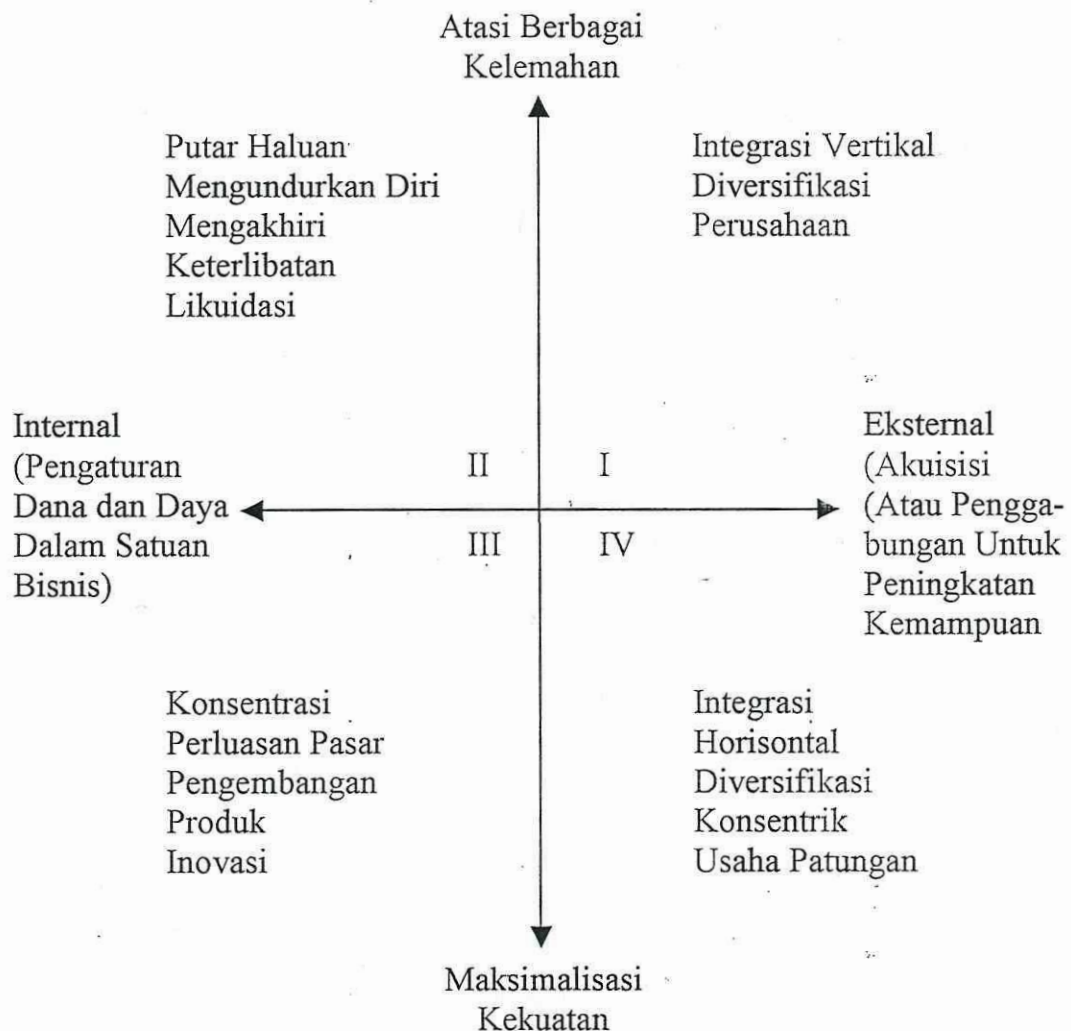 Atasi Berbagai
Kelemahan
Putar Haluan
Mengundurkan Diri
Mengakhiri
Keterlibatan
Likuidasi
Integrasi Vertikal
Diversifikasi
Perusahaan
Internal
(Pengaturan
Dana dan Daya
Dalam Satuan
Bisnis)
II
I
III
IV
Eksternal
(Akuisisi
(Atau Pengga-
bungan Untuk
Peningkatan
Kemampuan
Konsentrasi
Perluasan Pasar
Pengembangan
Produk
Inovasi
Integrasi
Horisontal
Diversifikasi
Konsentrik
Usaha Patungan
Maksimalisasi
Kekuatan